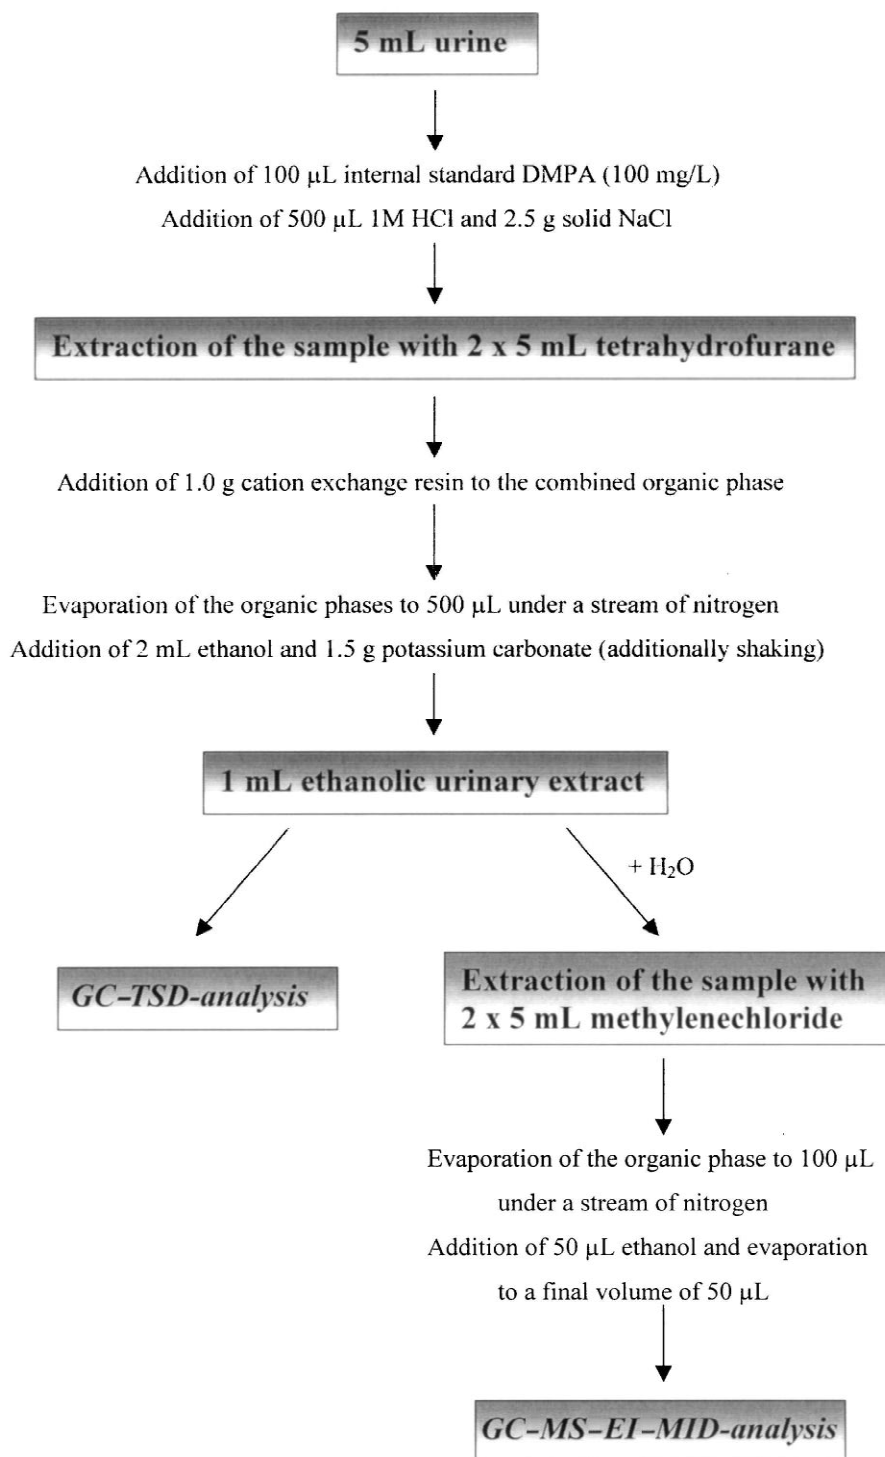 5 mL urine
Addition of 100 µL internal standard DMPA (100 mg/L)
Addition of 500 µL 1M HCl and 2.5 g solid NaCl
Extraction of the sample with 2 x 5 mL tetrahydrofurane
Addition of 1.0 g cation exchange resin to the combined organic phase
Evaporation of the organic phases to 500 µL under a stream of nitrogen
Addition of 2 mL ethanol and 1.5 g potassium carbonate (additionally shaking)
1 mL ethanolic urinary extract
+ H₂O
GC–TSD-analysis
Extraction of the sample with
2 x 5 mL methylenechloride
Evaporation of the organic phase to 100 µL
under a stream of nitrogen
Addition of 50 µL ethanol and evaporation
to a final volume of 50 µL
GC–MS–EI–MID-analysis